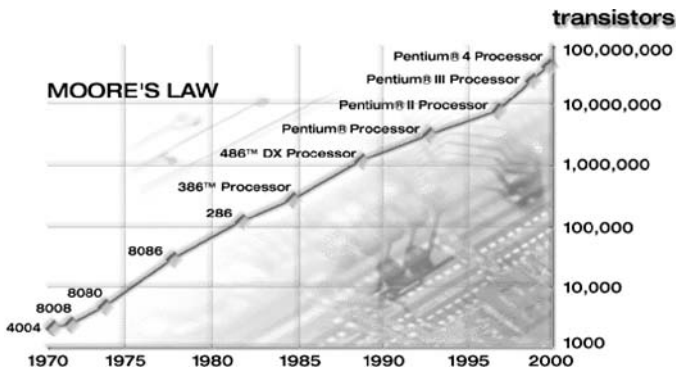 transistors
100,000,000
Pentium® 4 Processor
MOORE'S LAW
Pentium® III Processor
Pentium® II Processor
10,000,000
Pentium® Processor
486™ DX Processor
1,000,000
386™ Processor
286
100,000
8086
8080
10,000
8008
4004
1000
1970 1975 1980 1985 1990 1995 2000